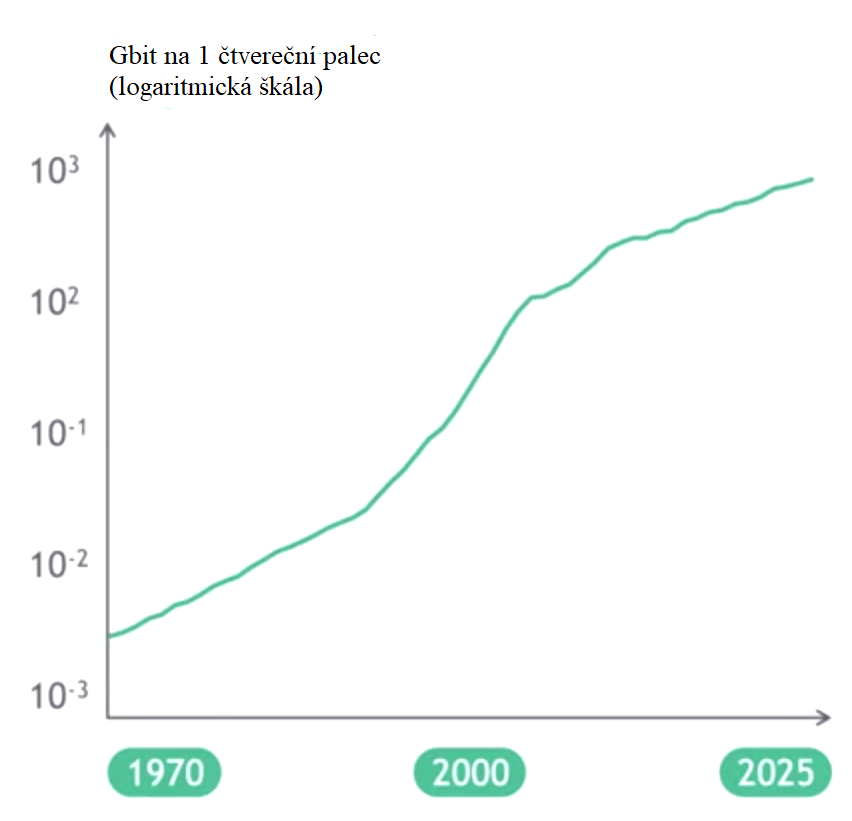 Gbit na 1 čtvereční palec
(logaritmická škála)
10³
10²
10⁻¹
10⁻²
10⁻³
1970 2000 2025